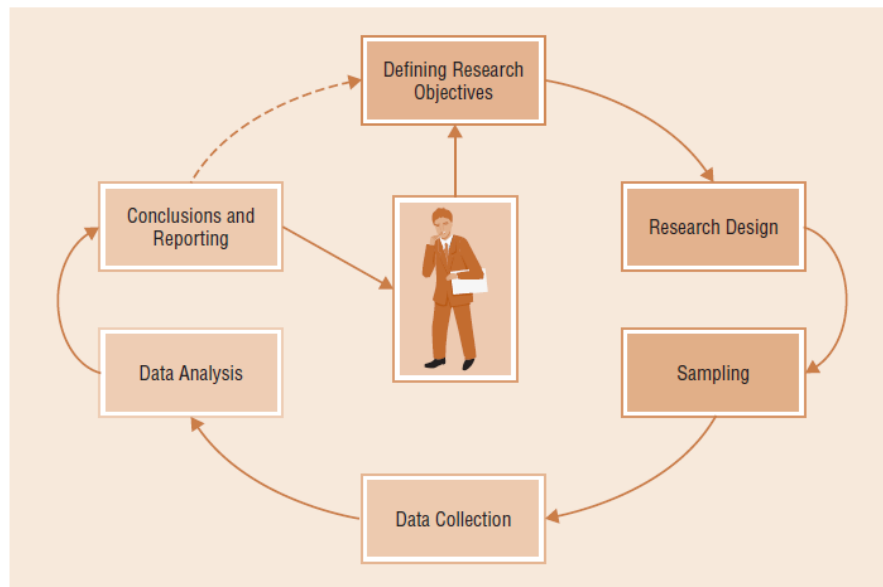 Defining Research
Objectives
Conclusions and
Reporting
Research Design
Data Analysis
Sampling
Data Collection